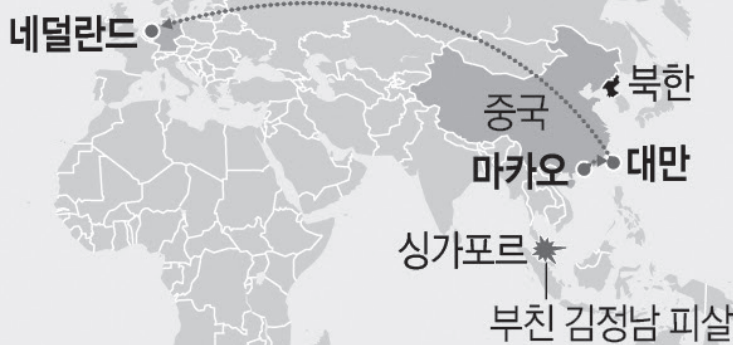 네덜란드
북한
중국
마카오
대만
싱가포르
부친 김정남 피살